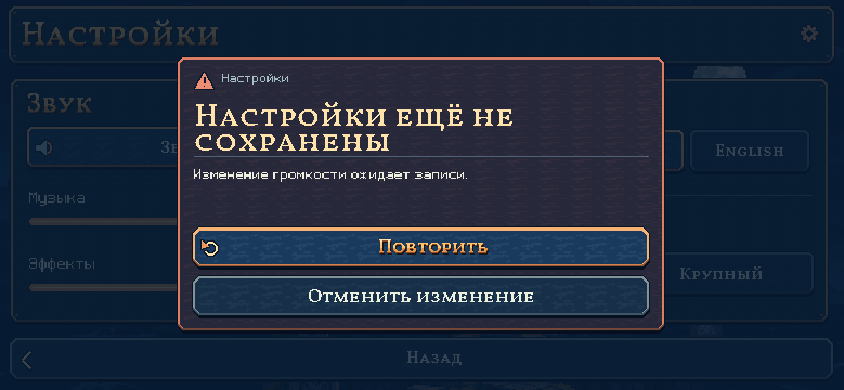 Настройки
Настройки
Настройки ещё не
сохранены
Изменение громкости ожидает записи.
Повторить
Отменить изменение
Звук
English
Музыка
Эффекты
Крупный
Назад